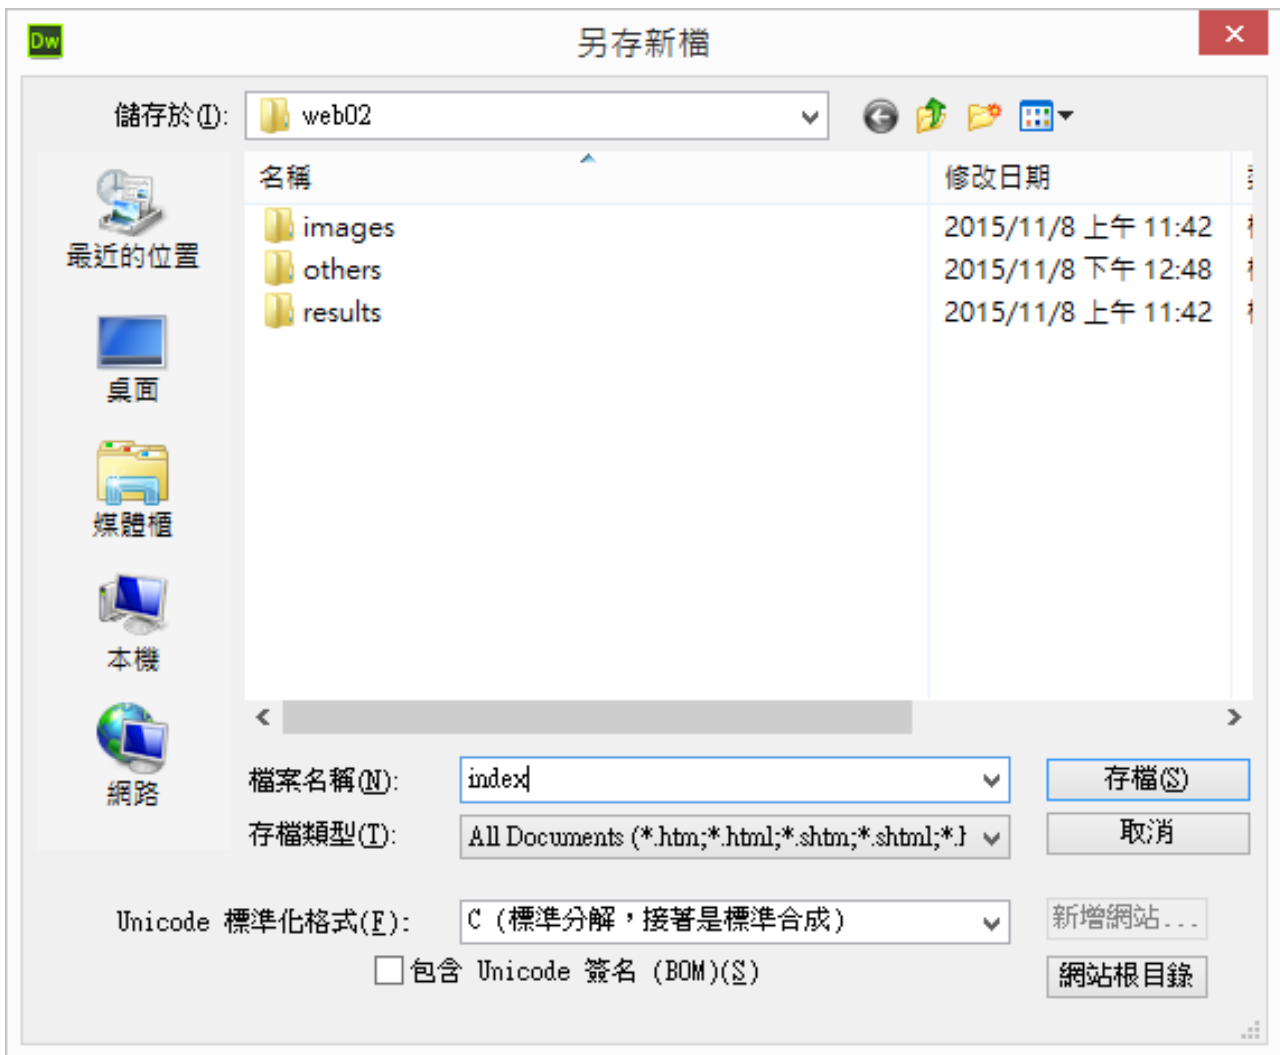 Dw
另存新檔
儲存於(I):
web02
名稱
修改日期
images
2015/11/8 上午 11:42
others
2015/11/8 下午 12:48
results
2015/11/8 上午 11:42
最近的位置
桌面
媒體櫃
本機
網路
檔案名稱(N):
index
存檔(S)
存檔類型(T):
All Documents (*.htm;*.html;*.shtm;*.shtml;*.
取消
Unicode 標準化格式(F):
C (標準分解，接著是標準合成)
新增網站...
包含 Unicode 簽名 (BOM)(S)
網站根目錄